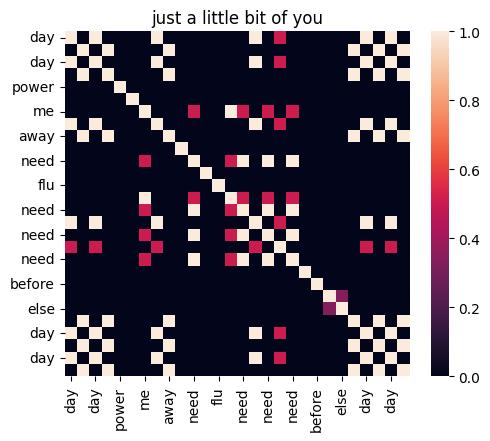 just a little bit of you
day
day
power
me
away
need
flu
need
need
need
before
else
day
day
1.0
0.8
0.6
0.4
0.2
0.0
day
day
power
me
away
need
flu
need
need
need
before
else
day
day